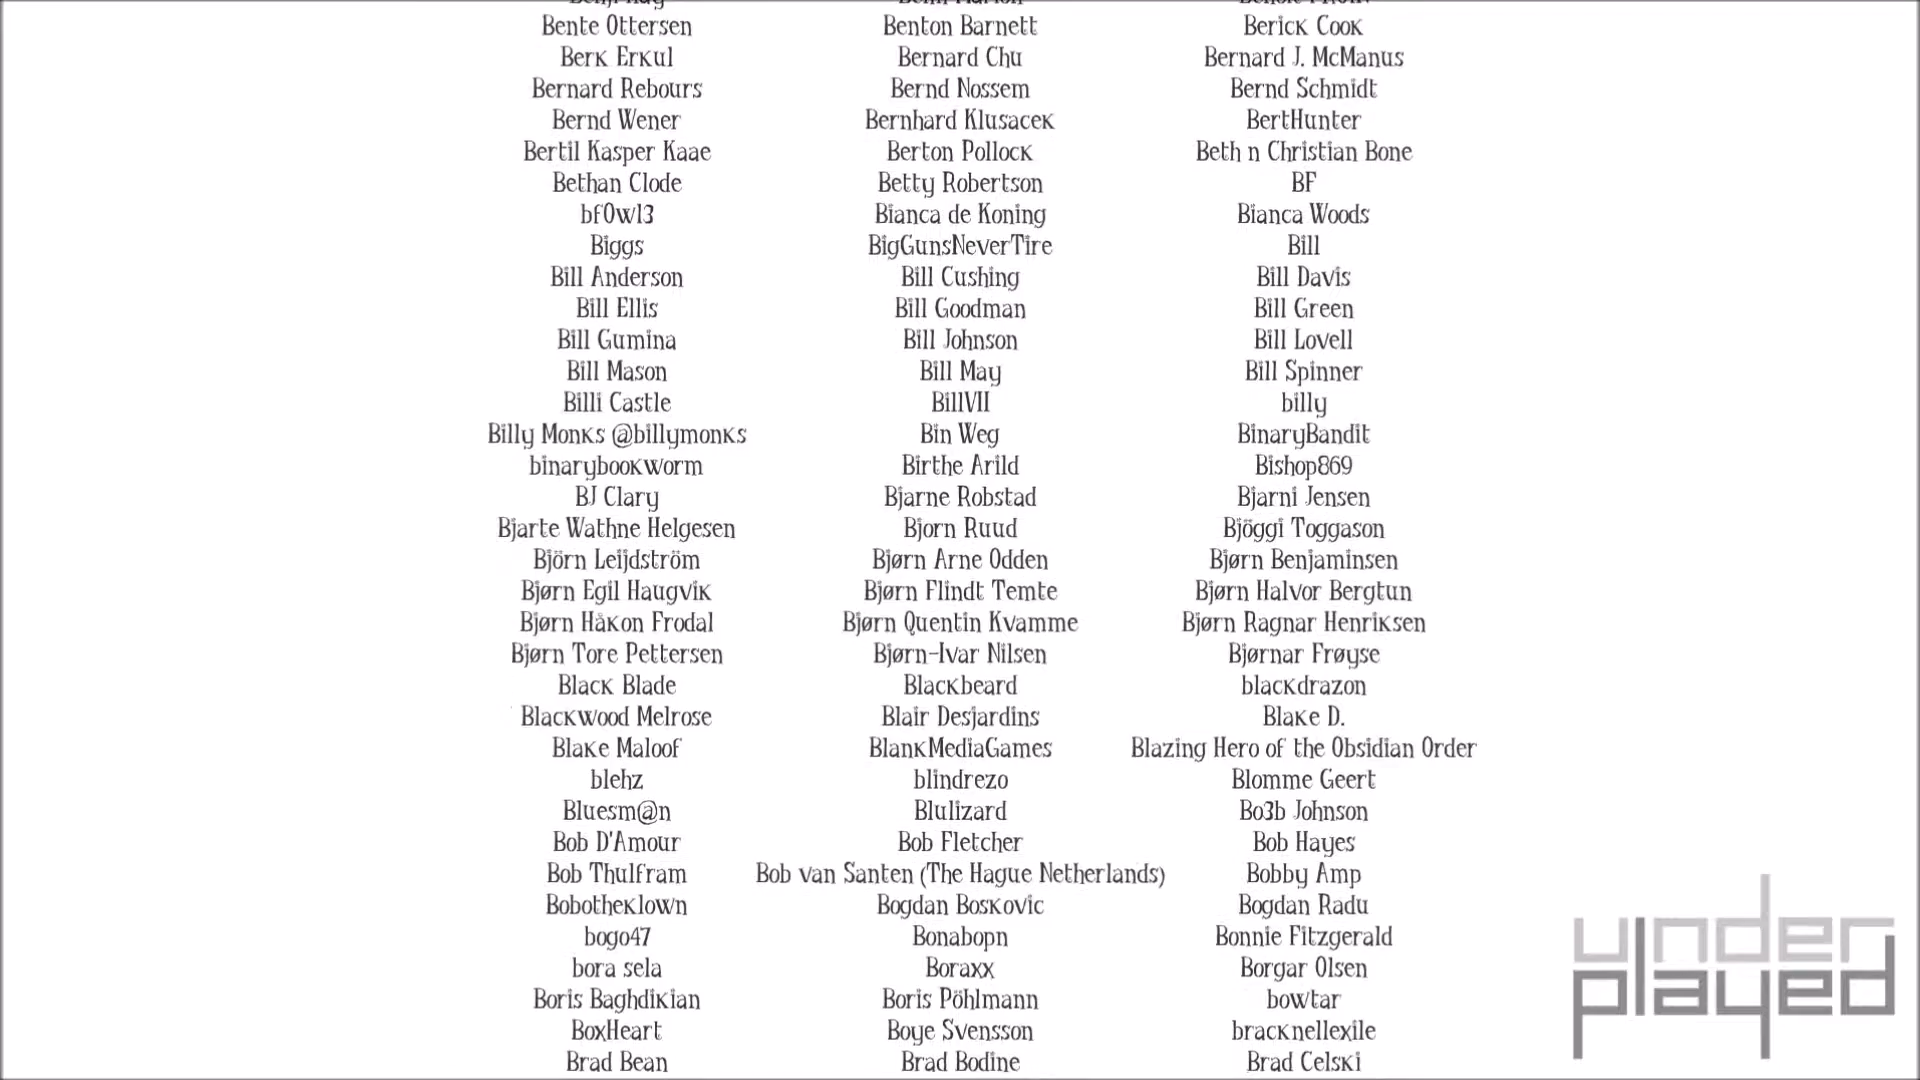 Bente Ottersen Benton Barnett Berick Cook
Berk Erkul Bernard Chu Bernard J. McManus
Bernard Rebours Bernd Nossem Bernd Schmidt
Bernd Wener Bernhard Klusacek BertHunter
Bertil Kasper Kaae Berton Pollock Beth n Christian Bone
Bethan Clode Betty Robertson BF
bf0wl3 Bianca de Koning Bianca Woods
Biggs BigGunsNeverTire Bill
Bill Anderson Bill Cushing Bill Davis
Bill Ellis Bill Goodman Bill Green
Bill Gumina Bill Johnson Bill Lovell
Bill Mason Bill May Bill Spinner
Billi Castle BillVII billy
Billy Monks @billymonks Bin Weg BinaryBandit
binarybookworm Birthe Arild Bishop869
BJ Clary Bjarne Robstad Bjarni Jensen
Bjarte Wathne Helgesen Bjorn Ruud Bjöggi Toggason
Björn Leijdström Bjørn Arne Odden Bjørn Benjaminsen
Bjørn Egil Haugvik Bjørn Flindt Temte Bjørn Halvor Bergtun
Bjørn Håkon Frodal Bjørn Quentin Kvamme Bjørn Ragnar Henriksen
Bjørn Tore Pettersen Bjørn-Ivar Nilsen Bjørnar Frøyse
Black Blade Blackbeard blackdrazon
Blackwood Melrose Blair Desjardins Blake D.
Blake Maloof BlankMediaGames Blazing Hero of the Obsidian Order
blehz blindrezo Blomme Geert
Bluesm@n Blulizard Bo3b Johnson
Bob D'Amour Bob Fletcher Bob Hayes
Bob Thulfram Bob van Santen (The Hague Netherlands) Bobby Amp
Bobotheklown Bogdan Boskovic Bogdan Radu
bogo47 Bonabopn Bonnie Fitzgerald
bora sela Boraxx Borgar Olsen
Boris Baghdikian Boris Pöhlmann bowtar
BoxHeart Boye Svensson bracknellexile
Brad Bean Brad Bodine Brad Celski
under
played